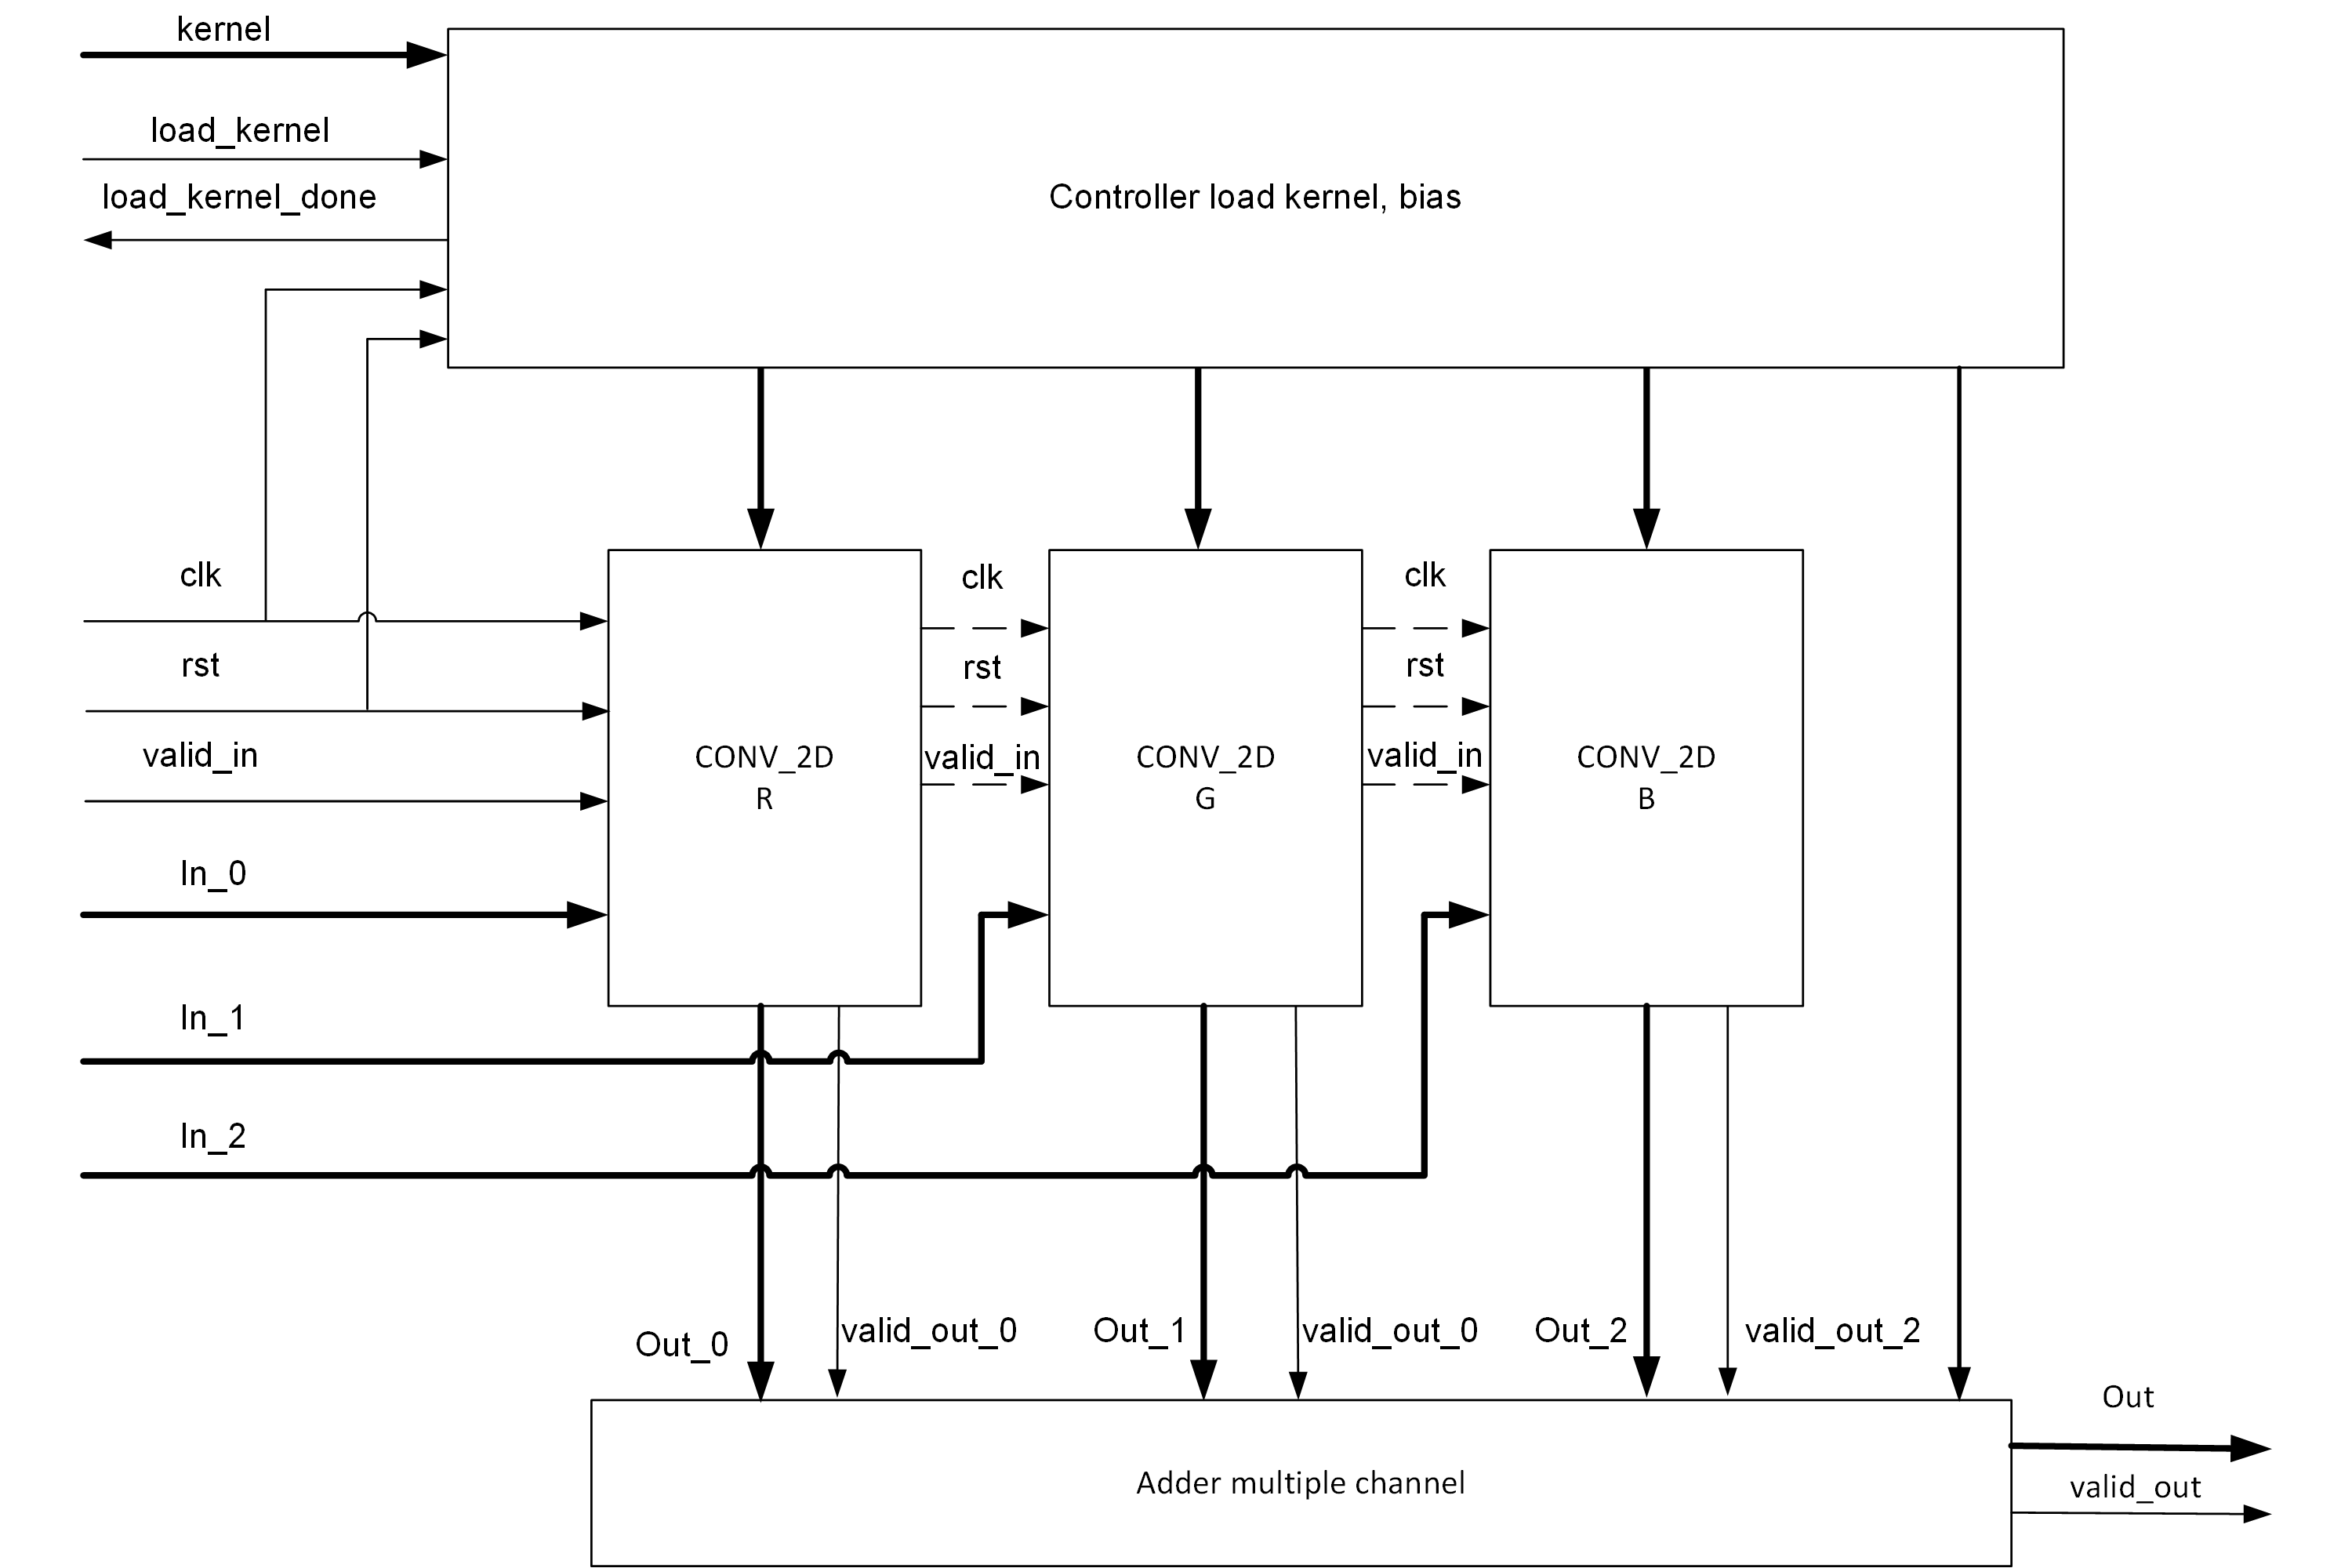 kernel
load_kernel
load_kernel_done
Controller load kernel, bias
clk
clk
clk
rst
rst
rst
valid_in
valid_in
valid_in
CONV_2D
R
CONV_2D
G
CONV_2D
B
In_0
In_1
In_2
Out_0
valid_out_0
Out_1
valid_out_0
Out_2
valid_out_2
Out
valid_out
Adder multiple channel